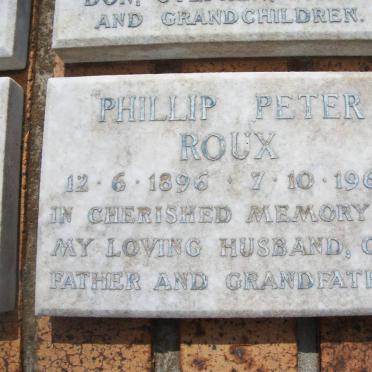 AND GRANDCHILDREN.
PHILLIP PETER
ROUX
12·6·1896 · 7·10·196
IN CHERISHED MEMORY
MY LOVING HUSBAND,
FATHER AND GRANDFATH